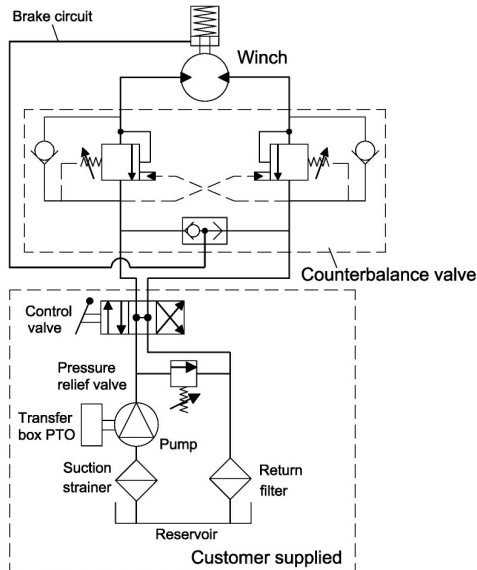 Brake circuit
Winch
Counterbalance valve
Control
valve
Pressure
relief valve
Transfer
box PTO
Pump
Suction
strainer
Return
filter
Reservoir
Customer supplied